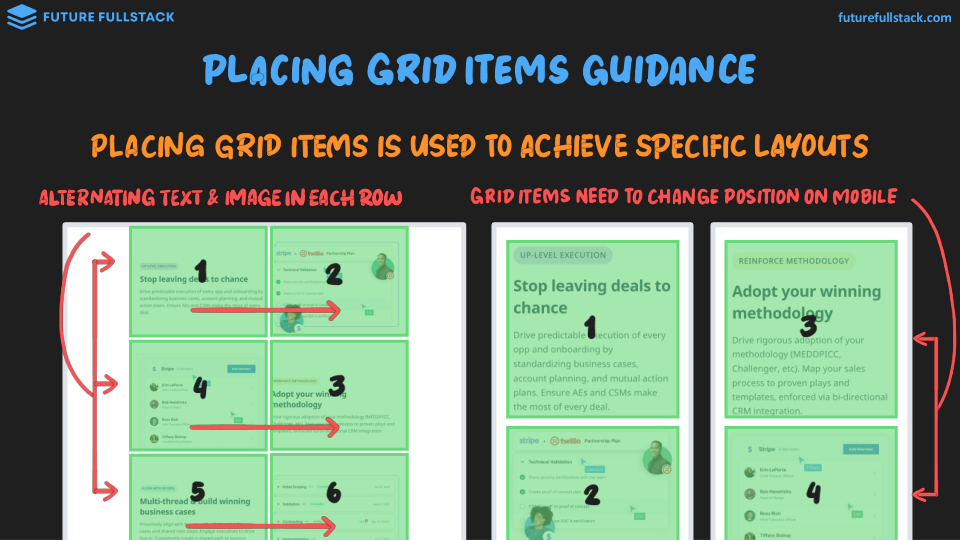 FUTURE FULLSTACK
futurefullstack.com
PLACING GRID ITEMS GUIDANCE
PLACING GRID ITEMS IS USED TO ACHIEVE SPECIFIC LAYOUTS
ALTERNATING TEXT & IMAGE IN EACH ROW
GRID ITEMS NEED TO CHANGE POSITION ON MOBILE
1
Stop leaving deals to chance
2
stripe + twilio Partnership Plan
Technical Validation
4
Stripe
3
Adopt your winning
methodology
5
Multi-thread & build winning
business cases
6
UP-LEVEL EXECUTION
Stop leaving deals to
chance
1
Drive predictable execution of every
opp and onboarding by
standardizing business cases,
account planning, and mutual action
plans. Ensure AEs and CSMs make
the most of every deal.
2
stripe + twilio Partnership Plan
Technical Validation
REINFORCE METHODOLOGY
Adopt your winning
methodology
3
Drive rigorous adoption of your
methodology (MEDDPICC,
Challenger, etc). Map your sales
process to proven plays and
templates, enforced via bi-directional
CRM integration.
4
Stripe
Erin LaPorte
Rob Hendricks
Russ Rist
Tiffany Bishop